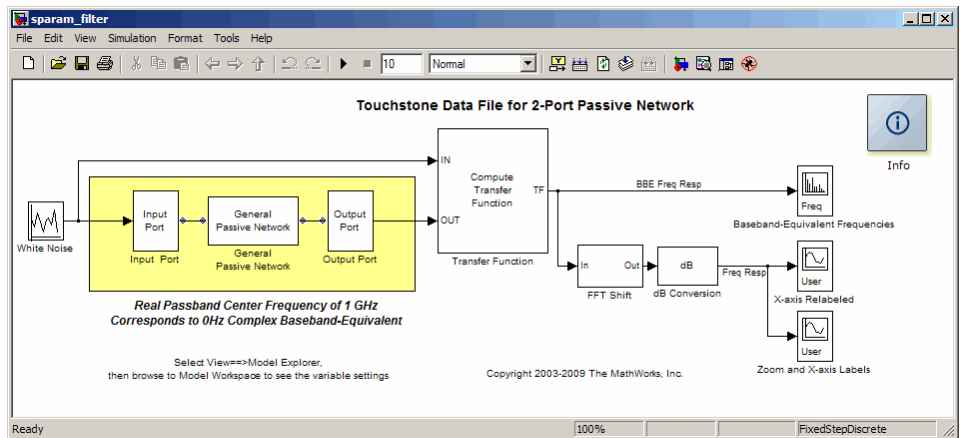 sparam_filter
File Edit View Simulation Format Tools Help
10 Normal
Touchstone Data File for 2-Port Passive Network
Info
White Noise
Input
Port
Input Port
General
Passive Network
General
Passive Network
Output
Port
Output Port
Real Passband Center Frequency of 1 GHz
Corresponds to 0Hz Complex Baseband-Equivalent
IN
OUT
Compute
Transfer
Function
TF
Transfer Function
BBE Freq Resp
Freq
Baseband-Equivalent Frequencies
In Out
FFT Shift
dB
dB Conversion
Freq Resp
User
X-axis Relabeled
User
Zoom and X-axis Labels
Select View==>Model Explorer,
then browse to Model Workspace to see the variable settings
Copyright 2003-2009 The MathWorks, Inc.
Ready 100% FixedStepDiscrete